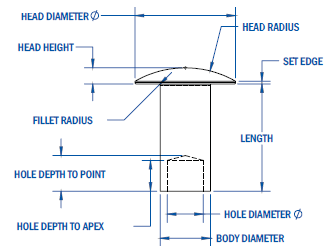 HEAD DIAMETER Ø
HEAD RADIUS
HEAD HEIGHT
SET EDGE
FILLET RADIUS
LENGTH
HOLE DEPTH TO POINT
HOLE DIAMETER Ø
HOLE DEPTH TO APEX
BODY DIAMETER